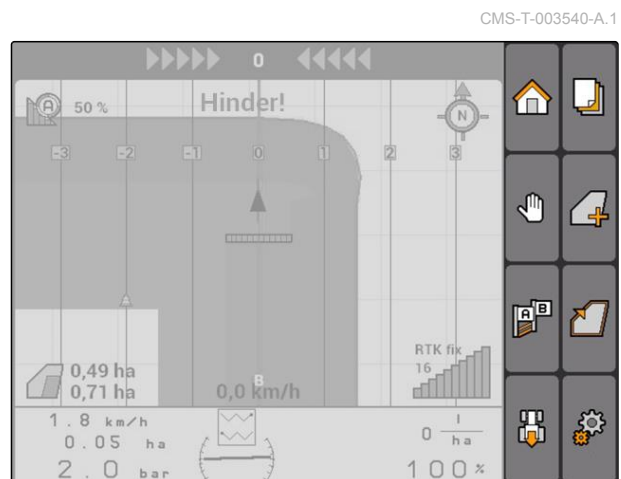 CMS-T-003540-A.1
0
50 %
Hinder!
N
-3 -2 -1 0 1 2 3
A
A B
RTK fix
16
0,49 ha
0,71 ha
B
0,0 km/h
1.8 km/h
0.05 ha
2.0 bar
0 l/ha
100%